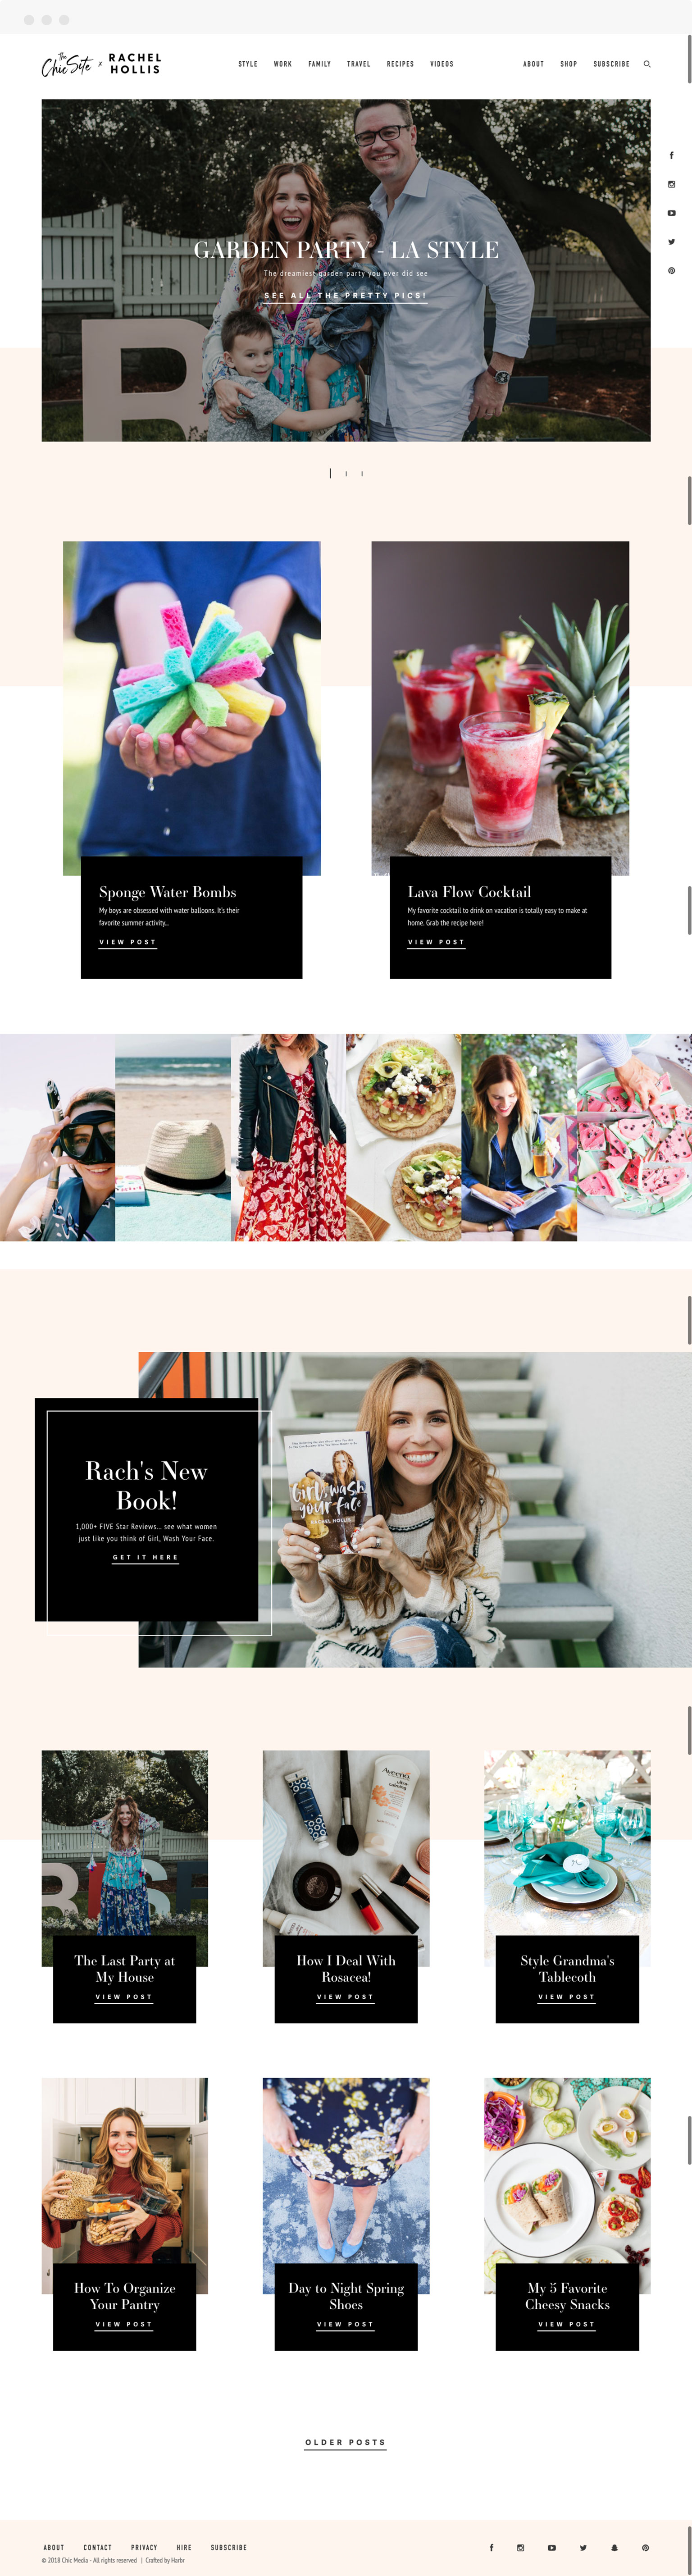 the
Chic Site x RACHEL
HOLLIS
STYLE WORK FAMILY TRAVEL RECIPES VIDEOS ABOUT SHOP SUBSCRIBE
GARDEN PARTY - LA STYLE
The dreamiest garden party you ever did see
SEE ALL THE PRETTY PICS!
Sponge Water Bombs
My boys are obsessed with water balloons. It's their
favorite summer activity...
VIEW POST
Lava Flow Cocktail
My favorite cocktail to drink on vacation is totally easy to make at
home. Grab the recipe here!
VIEW POST
Rach's New
Book!
1,000+ FIVE Star Reviews... see what women
just like you think of Girl, Wash Your Face.
GET IT HERE
Girl, wash
your face
RACHEL HOLLIS
Aveeno
The Last Party at
My House
VIEW POST
How I Deal With
Rosacea!
VIEW POST
Style Grandma's
Tablecoth
VIEW POST
How To Organize
Your Pantry
VIEW POST
Day to Night Spring
Shoes
VIEW POST
My 5 Favorite
Cheesy Snacks
VIEW POST
OLDER POSTS
ABOUT CONTACT PRIVACY HIRE SUBSCRIBE
© 2018 Chic Media - All rights reserved | Crafted by Harbr